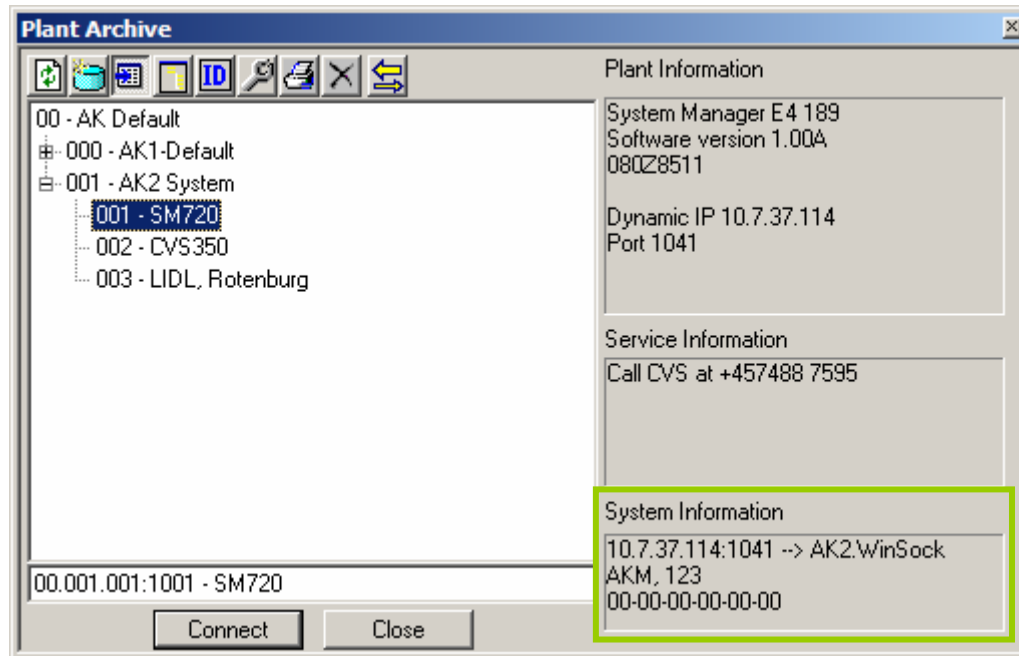 Plant Archive
ID
00 - AK Default
000 - AK1-Default
001 - AK2 System
001 - SM720
002 - CVS350
003 - LIDL, Rotenburg
00.001.001:1001 - SM720
Connect
Close
Plant Information
System Manager E4 189
Software version 1.00A
080Z8511
Dynamic IP 10.7.37.114
Port 1041
Service Information
Call CVS at +457488 7595
System Information
10.7.37.114:1041 --> AK2.WinSock
AKM, 123
00-00-00-00-00-00